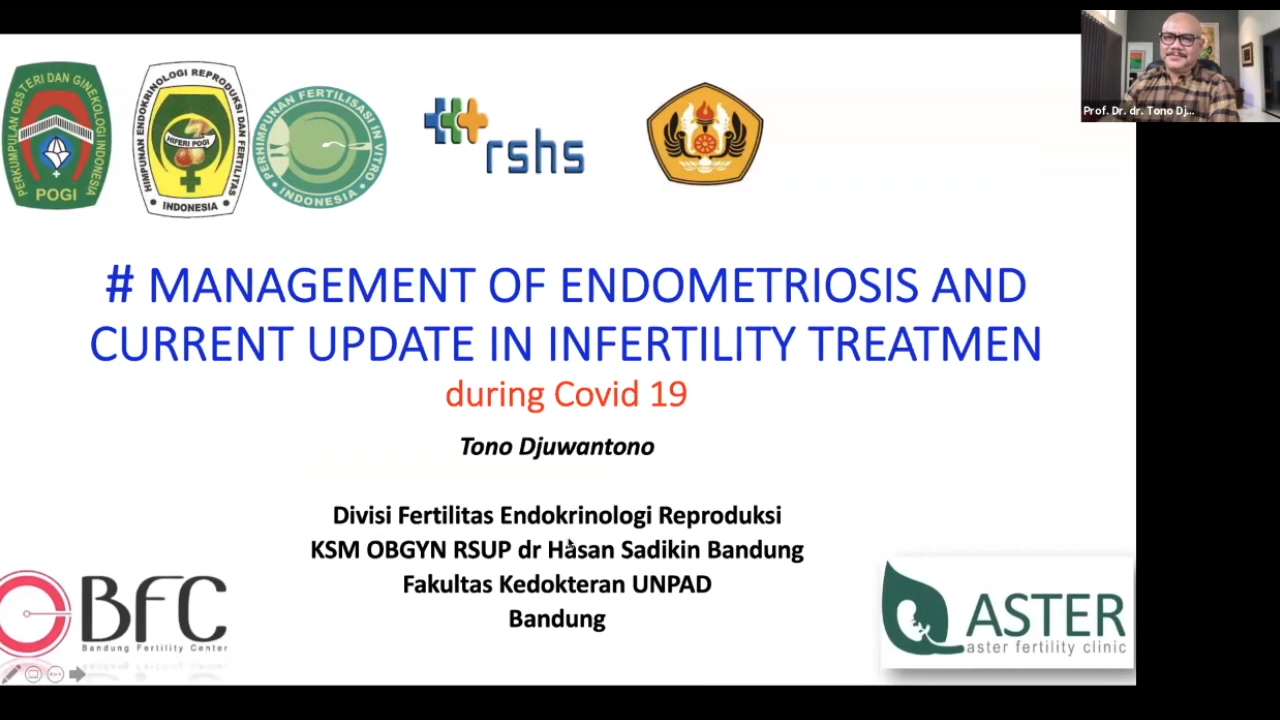 PERKUMPULAN OBSTETRI DAN GINEKOLOGI INDONESIA
POGI
HIMPUNAN ENDOKRINOLOGI REPRODUKSI DAN FERTILITAS
HIFERI POGI
INDONESIA
PERHIMPUNAN FERTILISASI IN VITRO
INDONESIA
rshs
Prof. Dr. dr. Tono Dj...
# MANAGEMENT OF ENDOMETRIOSIS AND
CURRENT UPDATE IN INFERTILITY TREATMEN
during Covid 19
Tono Djuwantono
Divisi Fertilitas Endokrinologi Reproduksi
KSM OBGYN RSUP dr Hasan Sadikin Bandung
Fakultas Kedokteran UNPAD
Bandung
BFC
Bandung Fertility Center
ASTER
aster fertility clinic